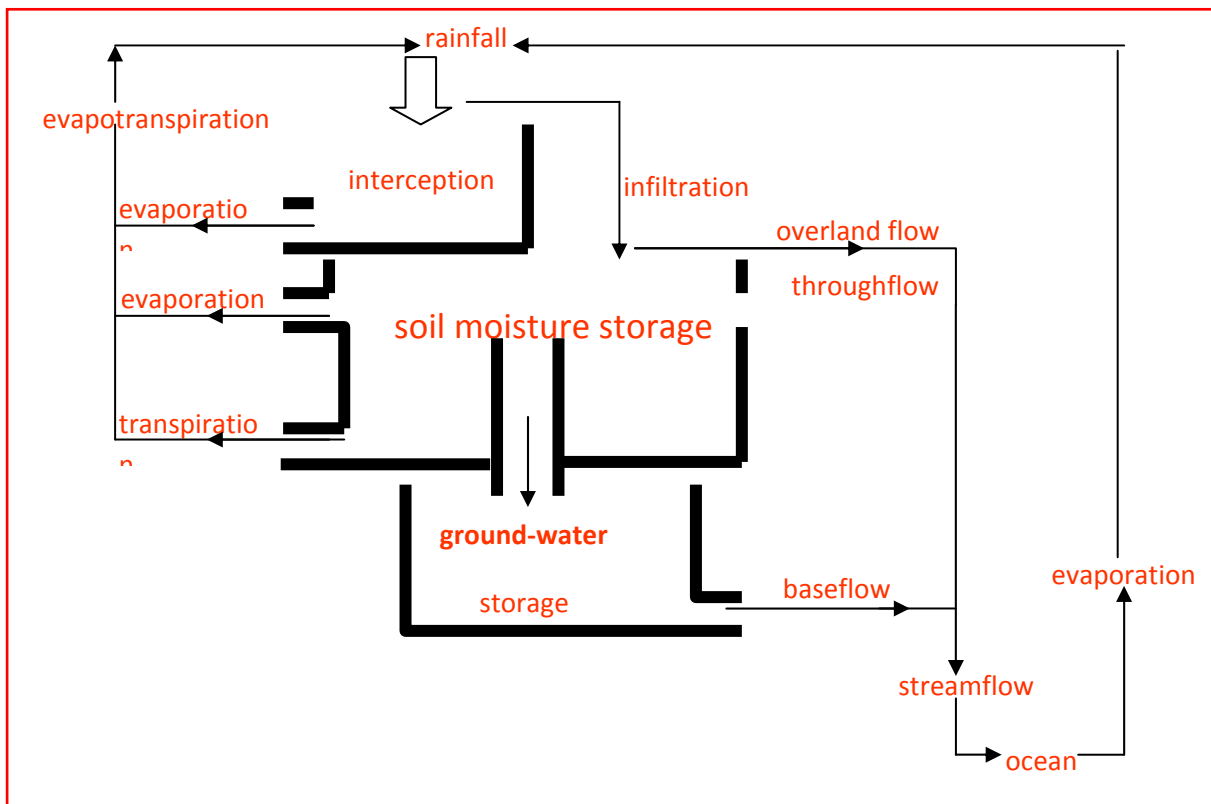 rainfall
evapotranspiration
interception
infiltration
evaporatio
n
overland flow
throughflow
evaporation
soil moisture storage
transpiratio
n
ground-water
storage
baseflow
evaporation
streamflow
ocean